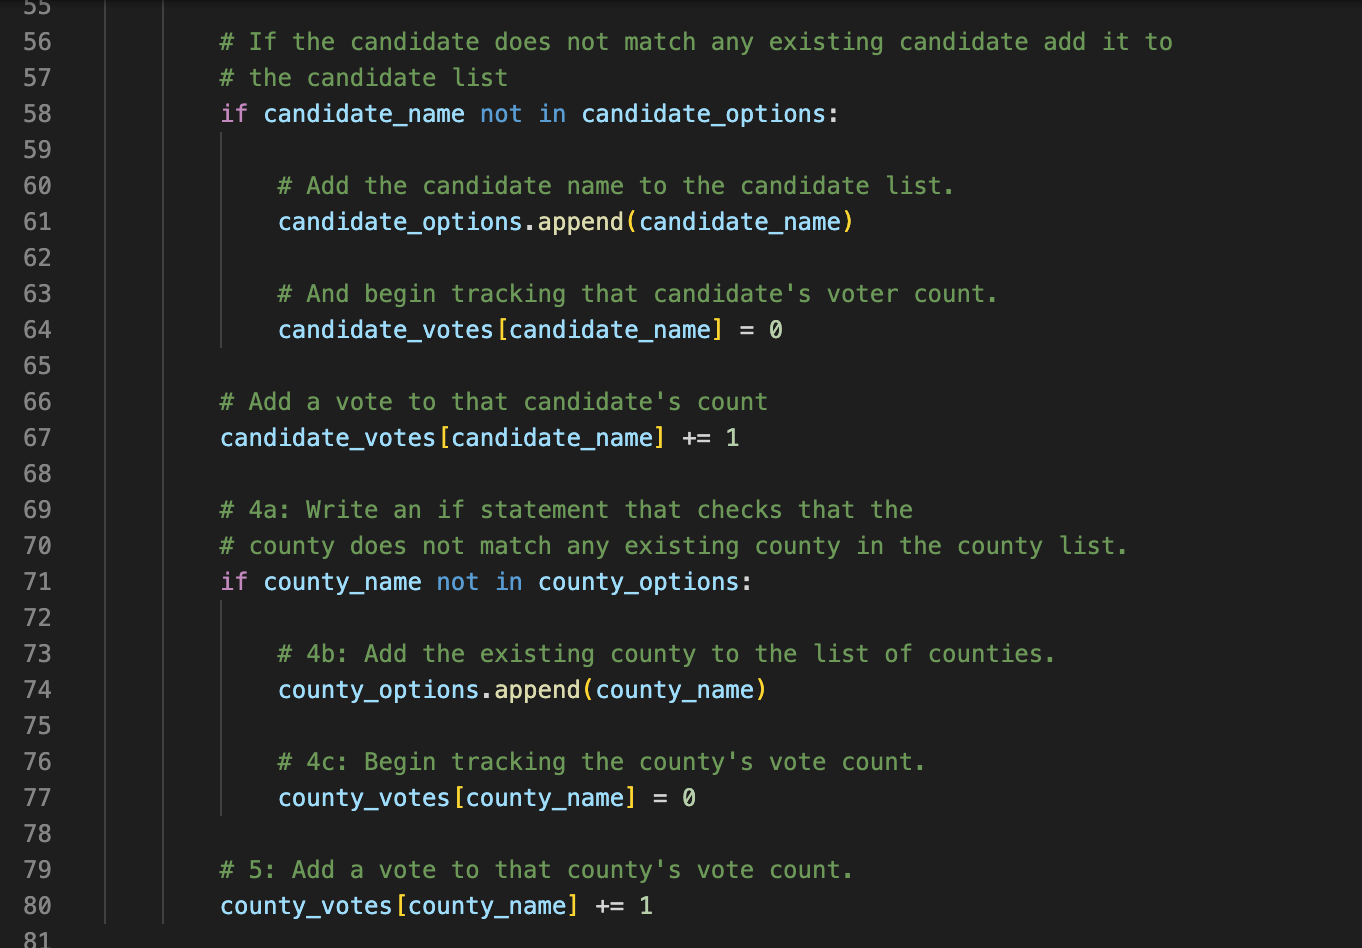 55
56 # If the candidate does not match any existing candidate add it to
57 # the candidate list
58 if candidate_name not in candidate_options:
59
60 # Add the candidate name to the candidate list.
61 candidate_options.append(candidate_name)
62
63 # And begin tracking that candidate's voter count.
64 candidate_votes[candidate_name] = 0
65
66 # Add a vote to that candidate's count
67 candidate_votes[candidate_name] += 1
68
69 # 4a: Write an if statement that checks that the
70 # county does not match any existing county in the county list.
71 if county_name not in county_options:
72
73 # 4b: Add the existing county to the list of counties.
74 county_options.append(county_name)
75
76 # 4c: Begin tracking the county's vote count.
77 county_votes[county_name] = 0
78
79 # 5: Add a vote to that county's vote count.
80 county_votes[county_name] += 1
81